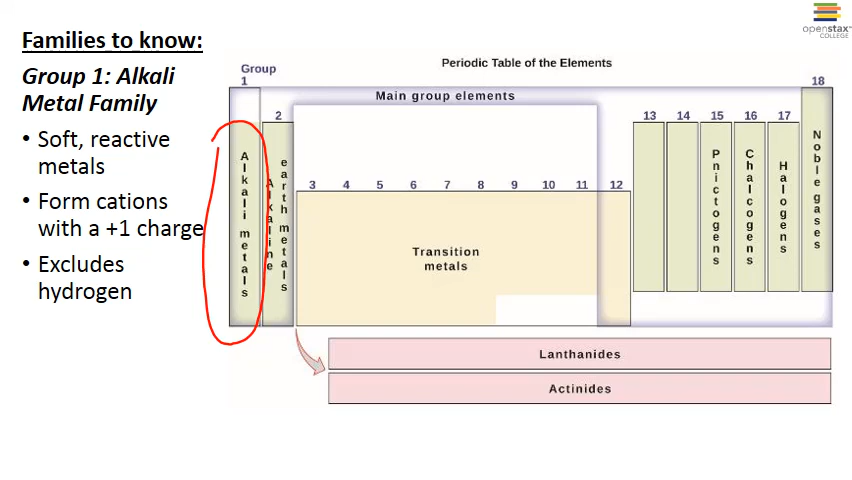 openstax™
COLLEGE
Families to know:
Group 1: Alkali
Metal Family
• Soft, reactive
metals
• Form cations
with a +1 charge
• Excludes
hydrogen
Periodic Table of the Elements
Group
1
18
Main group elements
2
13 14 15 16 17
3 4 5 6 7 8 9 10 11 12
Alkali metals
Alkaline
earth metals
Transition
metals
Pnictogens
Chalcogens
Halogens
Noble gases
Lanthanides
Actinides